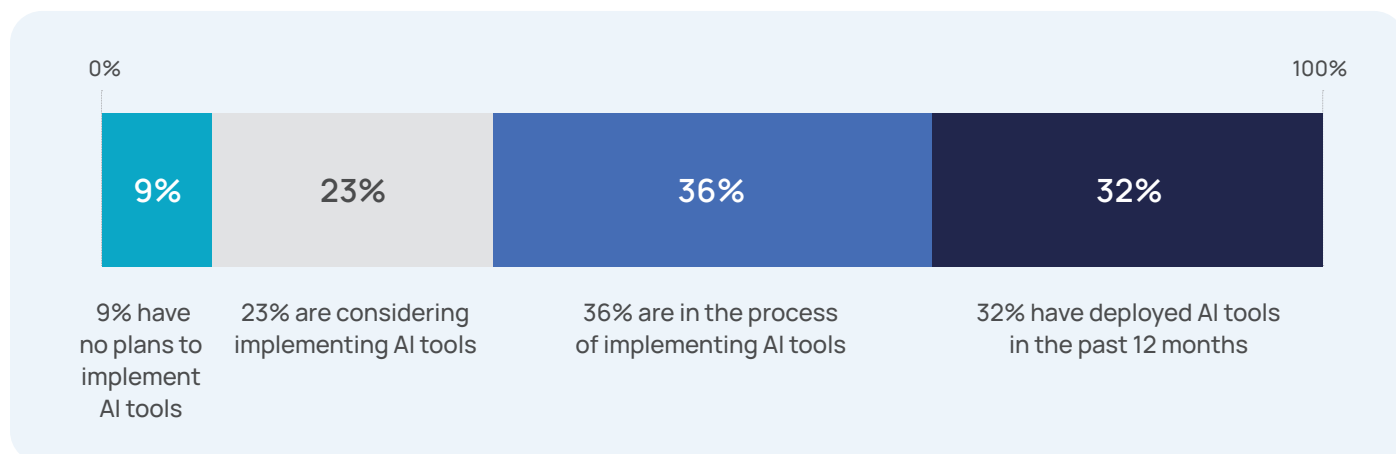 0%
100%
9%
23%
36%
32%
9% have
no plans to
implement
AI tools
23% are considering
implementing AI tools
36% are in the process
of implementing AI tools
32% have deployed AI tools
in the past 12 months